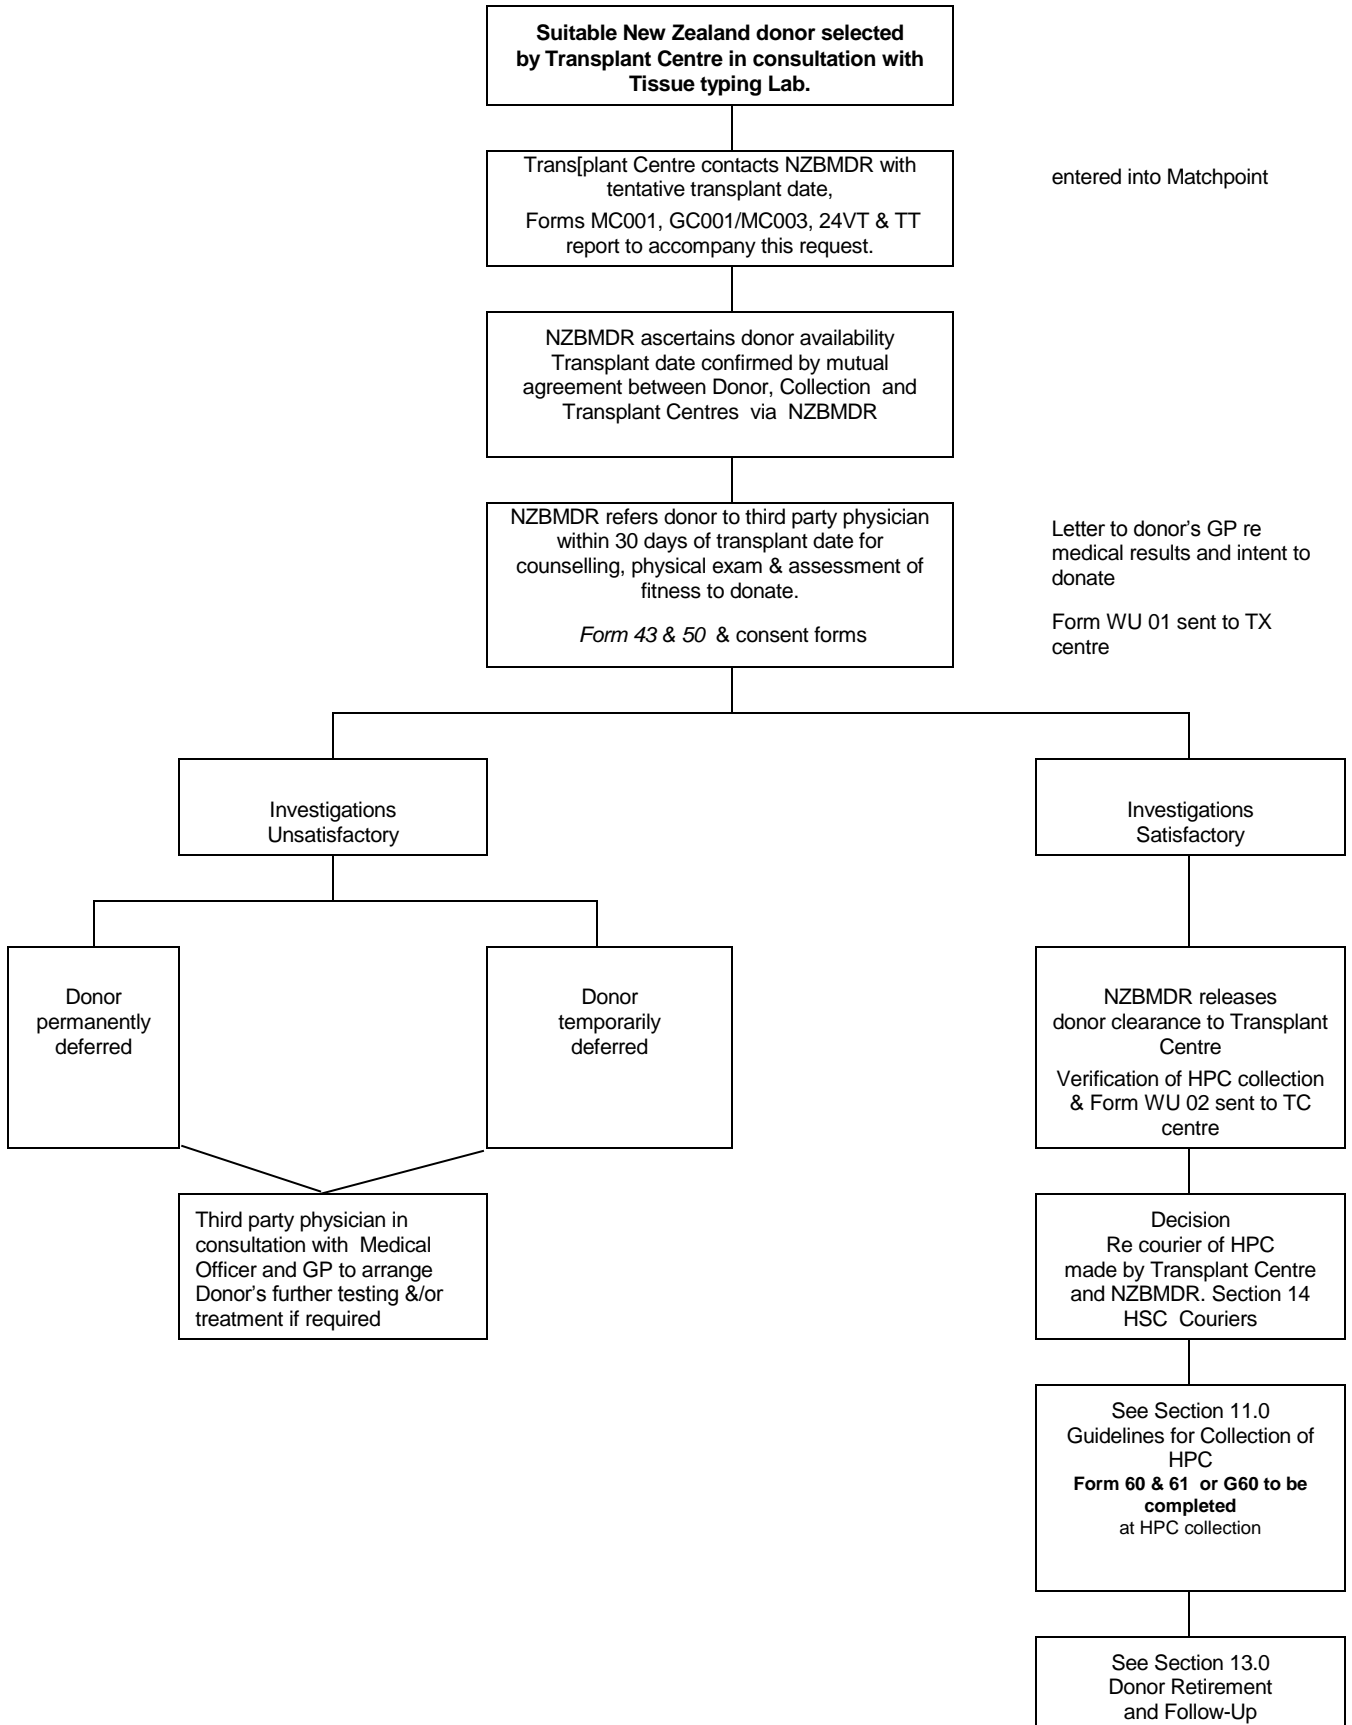 Suitable New Zealand donor selected
by Transplant Centre in consultation with
Tissue typing Lab.
Trans[plant Centre contacts NZBMDR with
tentative transplant date,
Forms MC001, GC001/MC003, 24VT & TT
report to accompany this request.
entered into Matchpoint
NZBMDR ascertains donor availability
Transplant date confirmed by mutual
agreement between Donor, Collection and
Transplant Centres via NZBMDR
NZBMDR refers donor to third party physician
within 30 days of transplant date for
counselling, physical exam & assessment of
fitness to donate.
Form 43 & 50 & consent forms
Letter to donor's GP re
medical results and intent to
donate
Form WU 01 sent to TX
centre
Investigations
Unsatisfactory
Investigations
Satisfactory
Donor
permanently
deferred
Donor
temporarily
deferred
NZBMDR releases
donor clearance to Transplant
Centre
Verification of HPC collection
& Form WU 02 sent to TC
centre
Third party physician in
consultation with Medical
Officer and GP to arrange
Donor's further testing &/or
treatment if required
Decision
Re courier of HPC
made by Transplant Centre
and NZBMDR. Section 14
HSC Couriers
See Section 11.0
Guidelines for Collection of
HPC
Form 60 & 61 or G60 to be
completed
at HPC collection
See Section 13.0
Donor Retirement
and Follow-Up